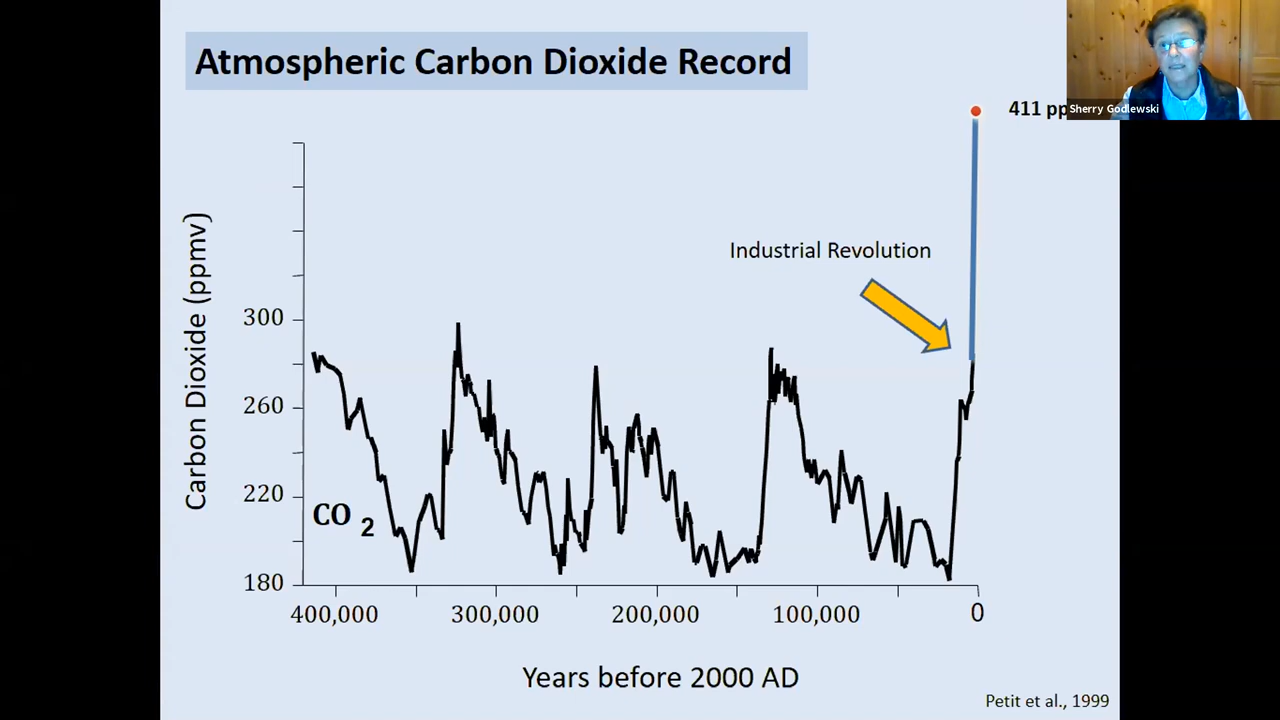 Atmospheric Carbon Dioxide Record
411 pp
Sherry Godlewski
Industrial Revolution
Carbon Dioxide (ppmv)
300
260
220
180
CO 2
400,000
300,000
200,000
100,000
0
Years before 2000 AD
Petit et al., 1999